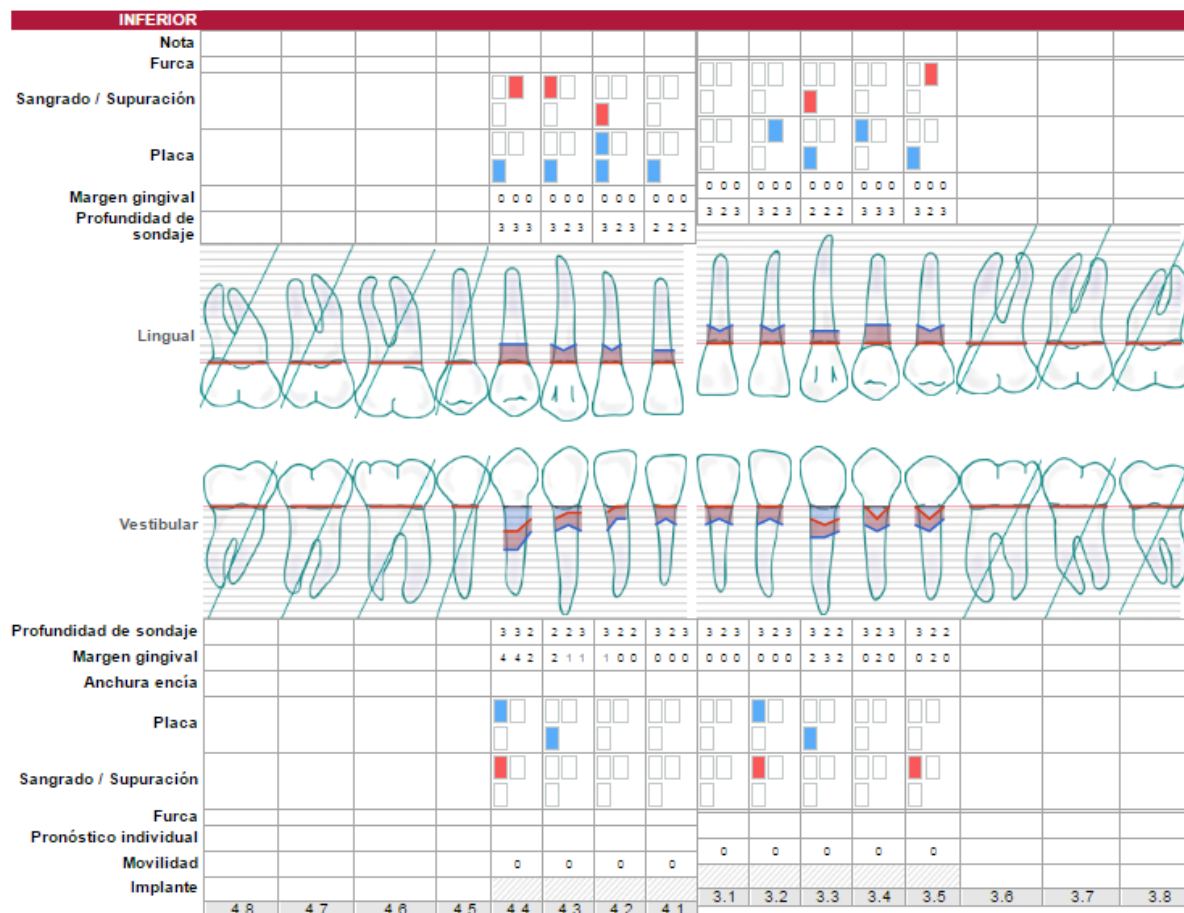 INFERIOR
Nota
Furca
Sangrado / Supuración
Placa
Margen gingival 0 0 0 0 0 0 0 0 0 0 0 0 0 0 0 0 0 0 0 0 0 0 0 0 0 0 0
Profundidad de sondaje 3 3 3 3 2 3 3 2 3 2 2 2 3 2 3 3 2 3 2 2 2 3 3 3 3 2 3
Lingual
Vestibular
Profundidad de sondaje 3 3 2 2 2 3 3 2 2 3 2 3 3 2 3 3 2 3 3 2 2 3 2 3 3 2 2
Margen gingival 4 4 2 2 1 1 1 0 0 0 0 0 0 0 0 0 0 0 2 3 2 0 2 0 0 2 0
Anchura encía
Placa
Sangrado / Supuración
Furca
Pronóstico individual
Movilidad 0 0 0 0 0 0 0 0 0
Implante
4.8 4.7 4.6 4.5 4.4 4.3 4.2 4.1 3.1 3.2 3.3 3.4 3.5 3.6 3.7 3.8